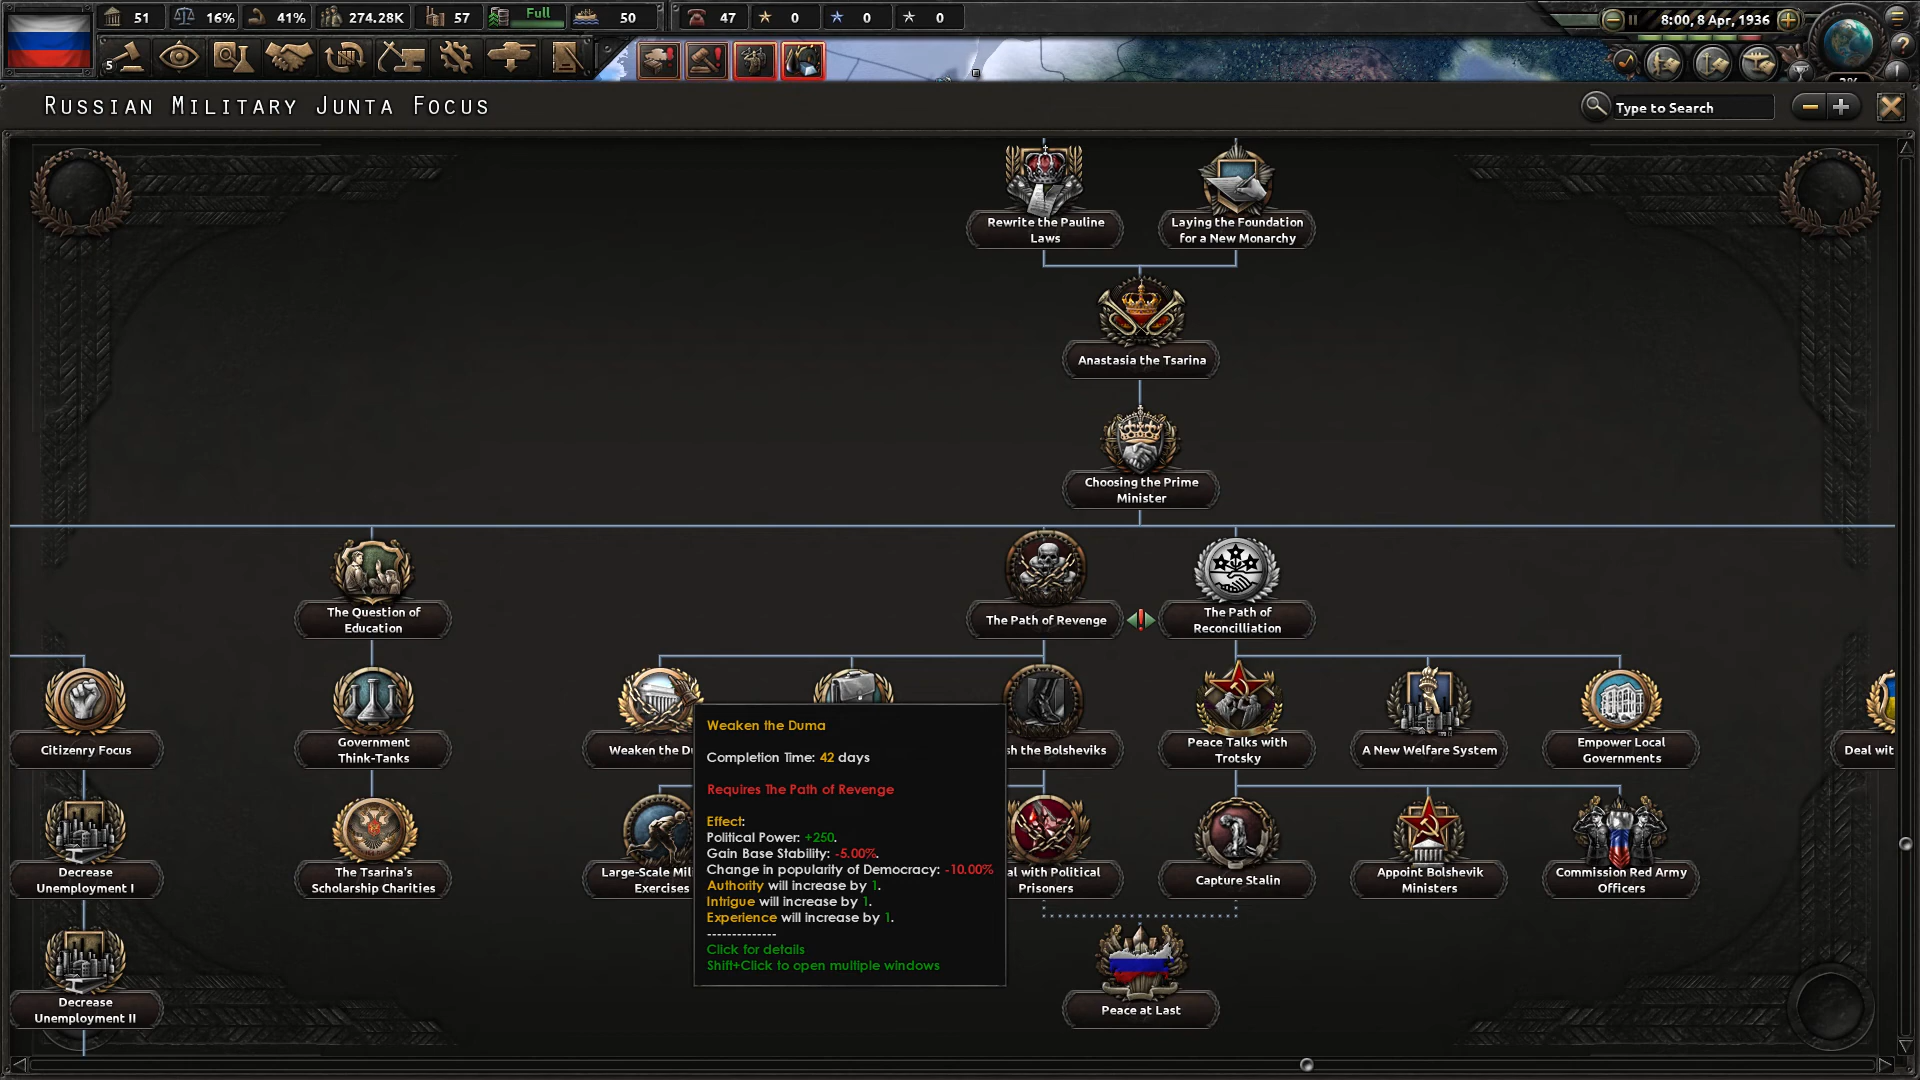 51
16%
41%
274.28K
57
Full
50
47
0
0
0
8:00, 8 Apr, 1936
5
RUSSIAN MILITARY JUNTA FOCUS
Type to Search
Rewrite the Pauline
Laws
Laying the Foundation
for a New Monarchy
Anastasia the Tsarina
Choosing the Prime
Minister
The Question of
Education
The Path of Revenge
The Path of
Reconcilliation
Citizenry Focus
Government
Think-Tanks
Weaken the Du
sh the Bolsheviks
Peace Talks with
Trotsky
A New Welfare System
Empower Local
Governments
Deal wit
Weaken the Duma
Completion Time: 42 days
Requires The Path of Revenge
Effect:
Political Power: +250.
Gain Base Stability: -5.00%.
Change in popularity of Democracy: -10.00%
Authority will increase by 1.
Intrigue will increase by 1.
Experience will increase by 1.
--------------
Click for details
Shift+Click to open multiple windows
Decrease
Unemployment I
The Tsarina's
Scholarship Charities
Large-Scale Mil
Exercises
al with Political
Prisoners
Capture Stalin
Appoint Bolshevik
Ministers
Commission Red Army
Officers
Decrease
Unemployment II
Peace at Last